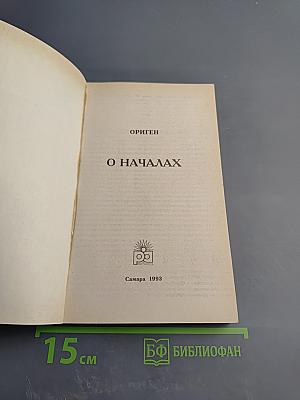 ОРИГЕН
О НАЧАЛАХ
Самара 1993
15 см
БФ БИБЛИОФАН